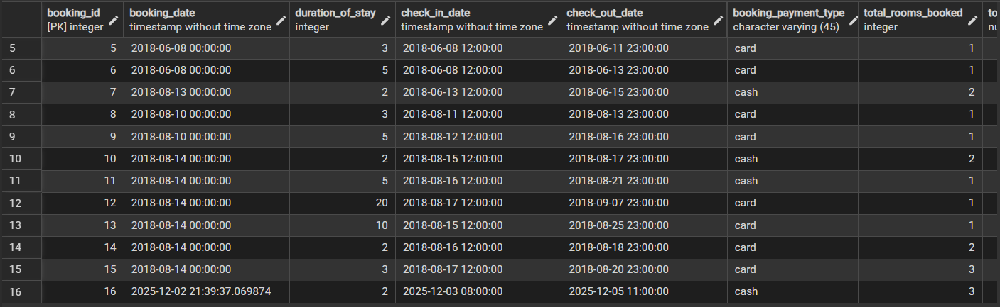 booking_id booking_date duration_of_stay check_in_date check_out_date booking_payment_type total_rooms_booked to
[PK] integer timestamp without time zone integer timestamp without time zone timestamp without time zone character varying (45) integer nu
5 5 2018-06-08 00:00:00 3 2018-06-08 12:00:00 2018-06-11 23:00:00 card 1
6 6 2018-06-08 00:00:00 5 2018-06-08 12:00:00 2018-06-13 23:00:00 card 1
7 7 2018-08-13 00:00:00 2 2018-06-13 12:00:00 2018-06-15 23:00:00 cash 2
8 8 2018-08-10 00:00:00 3 2018-08-11 12:00:00 2018-08-13 23:00:00 card 1
9 9 2018-08-10 00:00:00 5 2018-08-12 12:00:00 2018-08-16 23:00:00 card 1
10 10 2018-08-14 00:00:00 2 2018-08-15 12:00:00 2018-08-17 23:00:00 cash 2
11 11 2018-08-14 00:00:00 5 2018-08-16 12:00:00 2018-08-21 23:00:00 cash 1
12 12 2018-08-14 00:00:00 20 2018-08-17 12:00:00 2018-09-07 23:00:00 card 1
13 13 2018-08-14 00:00:00 10 2018-08-15 12:00:00 2018-08-25 23:00:00 card 1
14 14 2018-08-14 00:00:00 2 2018-08-16 12:00:00 2018-08-18 23:00:00 card 2
15 15 2018-08-14 00:00:00 3 2018-08-17 12:00:00 2018-08-20 23:00:00 card 3
16 16 2025-12-02 21:39:37.069874 2 2025-12-03 08:00:00 2025-12-05 11:00:00 cash 3